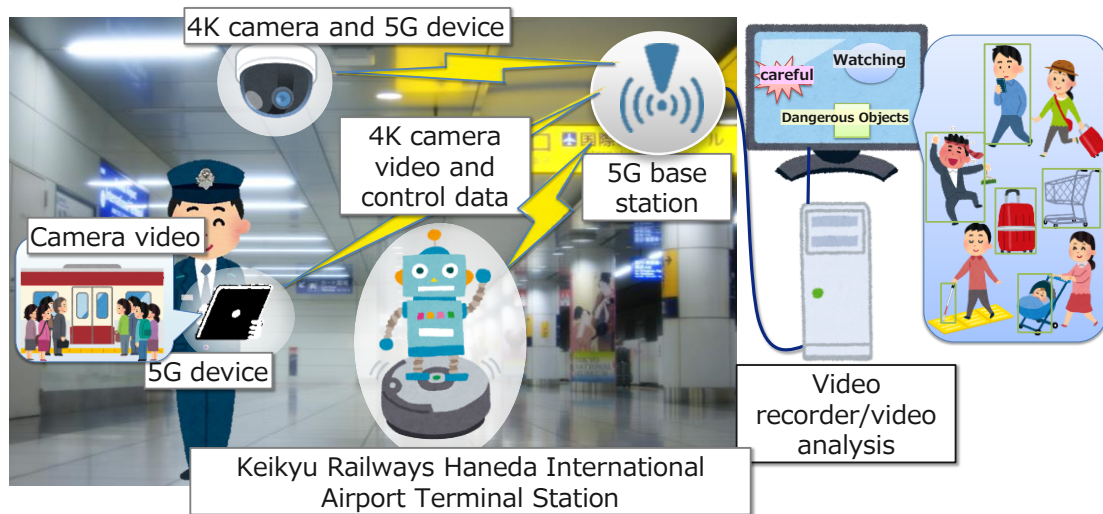 4K camera and 5G device
careful
Watching
Dangerous Objects
4K camera
video and
control data
5G base
station
Camera video
5G device
Video
recorder/video
analysis
Keikyu Railways Haneda International
Airport Terminal Station